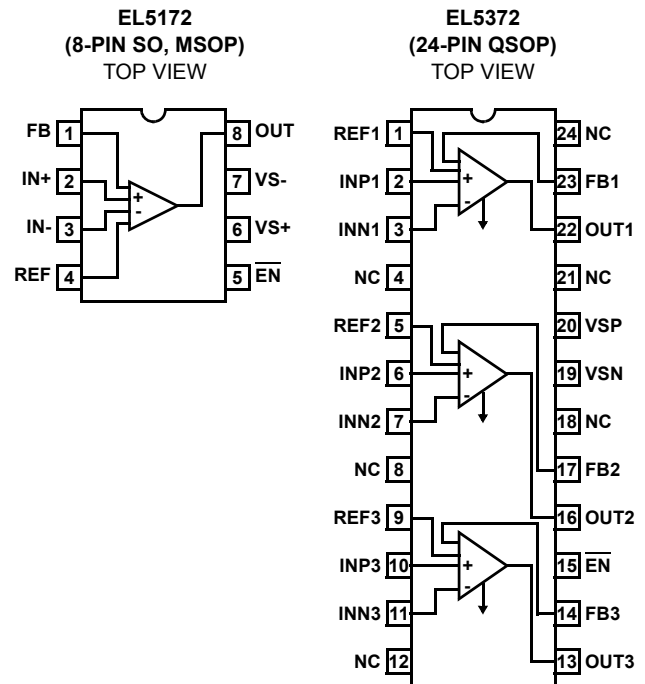 EL5172
(8-PIN SO, MSOP)
TOP VIEW
FB 1
IN+ 2
IN- 3
REF 4
8 OUT
7 VS-
6 VS+
5 EN
+
-
EL5372
(24-PIN QSOP)
TOP VIEW
REF1 1
INP1 2
INN1 3
NC 4
REF2 5
INP2 6
INN2 7
NC 8
REF3 9
INP3 10
INN3 11
NC 12
24 NC
23 FB1
22 OUT1
21 NC
20 VSP
19 VSN
18 NC
17 FB2
16 OUT2
15 EN
14 FB3
13 OUT3
+
-
+
-
+
-